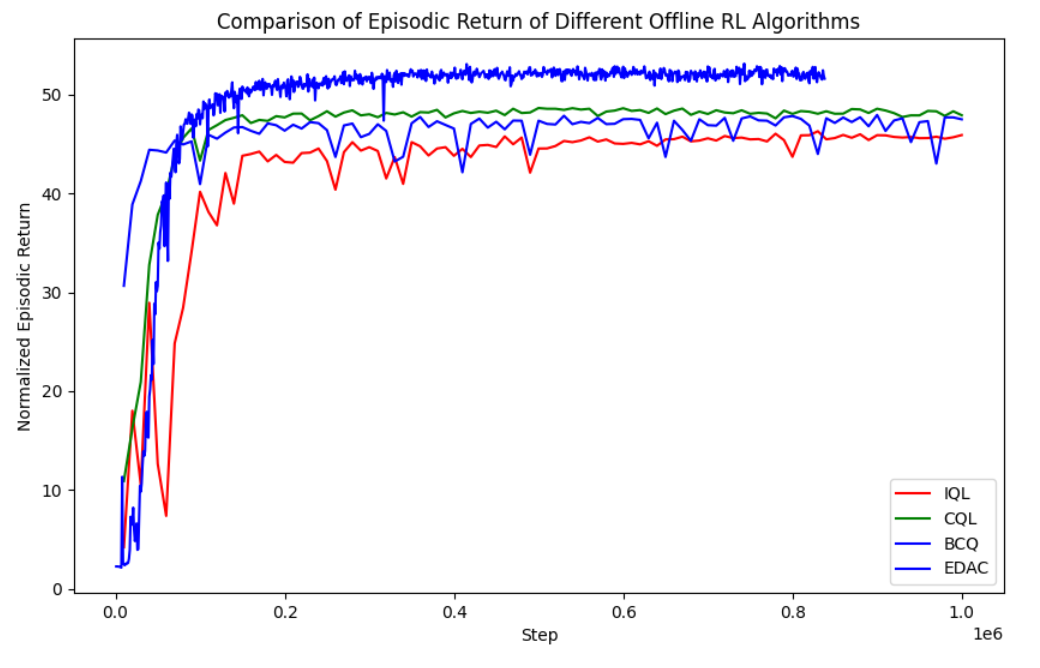 Comparison of Episodic Return of Different Offline RL Algorithms
Normalized Episodic Return
50
40
30
20
10
0
IQL
CQL
BCQ
EDAC
0.0 0.2 0.4 0.6 0.8 1.0
1e6
Step